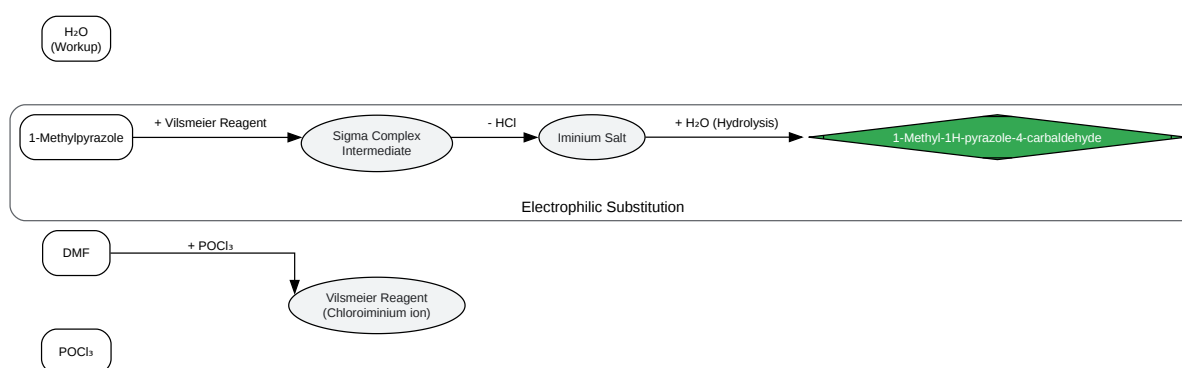 H₂O
(Workup)
1-Methylpyrazole
+ Vilsmeier Reagent
Sigma Complex
Intermediate
- HCl
Iminium Salt
+ H₂O (Hydrolysis)
1-Methyl-1H-pyrazole-4-carbaldehyde
Electrophilic Substitution
DMF
+ POCl₃
Vilsmeier Reagent
(Chloroiminium ion)
POCl₃